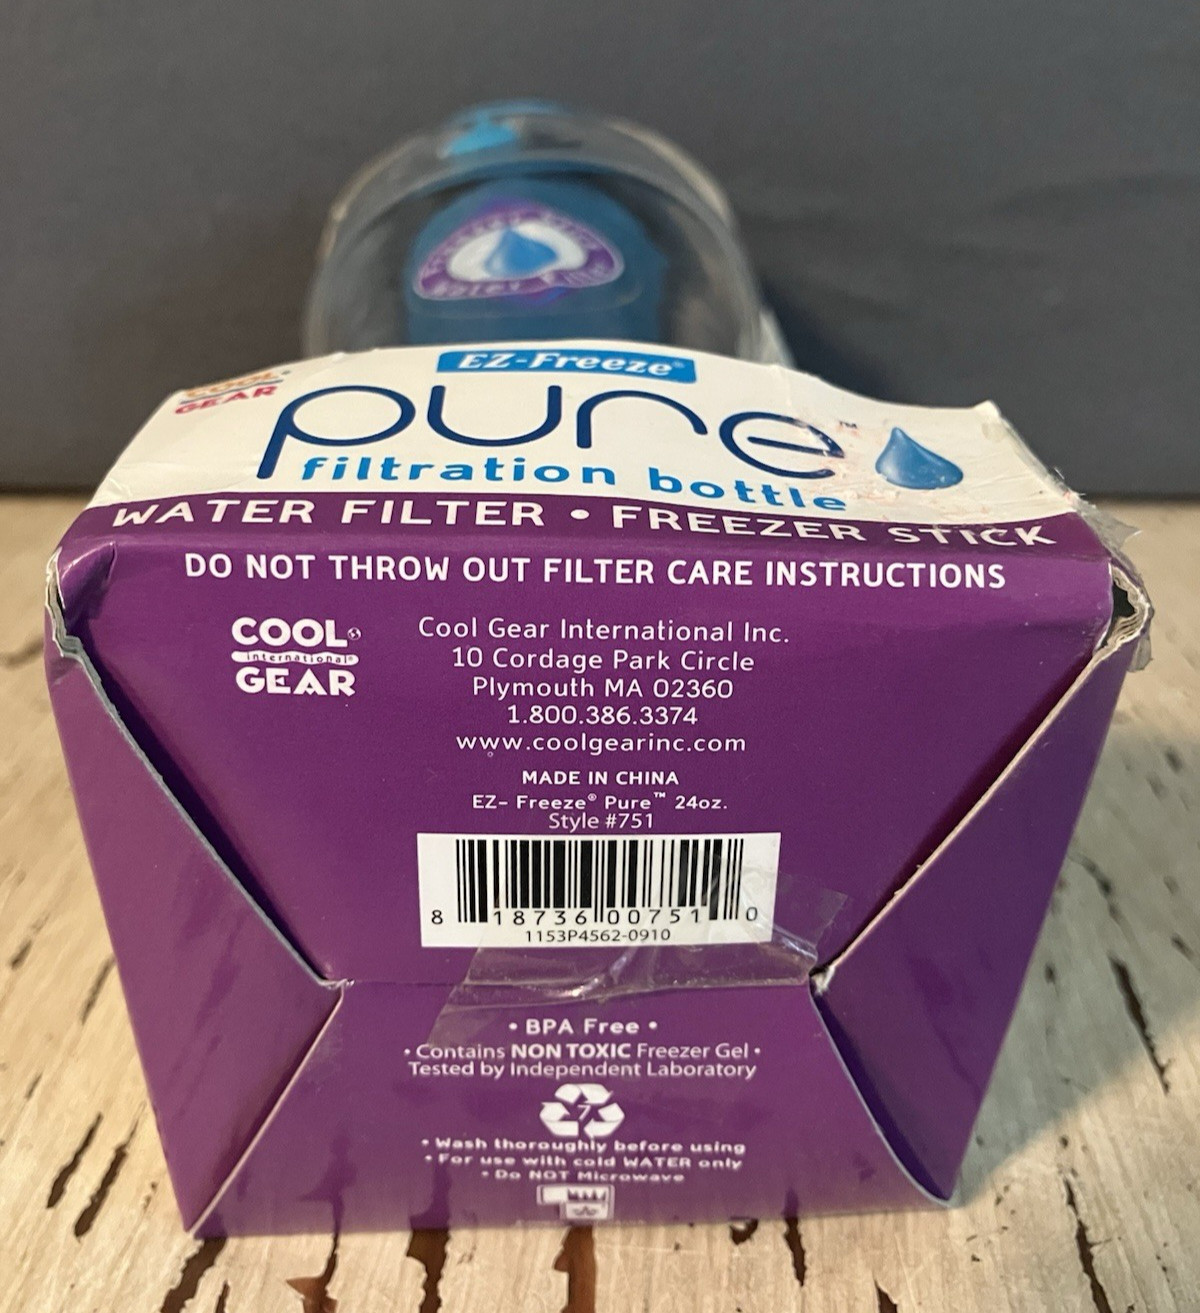 Water Filter
EZ-Freeze®
COOL
GEAR
pure™
filtration bottle
WATER FILTER • FREEZER STICK
DO NOT THROW OUT FILTER CARE INSTRUCTIONS
COOL
international®
GEAR
Cool Gear International Inc.
10 Cordage Park Circle
Plymouth MA 02360
1.800.386.3374
www.coolgearinc.com
MADE IN CHINA
EZ- Freeze® Pure™ 24oz.
Style #751
8 18736 00751 0
1153P4562-0910
• BPA Free •
• Contains NON TOXIC Freezer Gel •
Tested by Independent Laboratory
7
• Wash thoroughly before using
• For use with cold WATER only
• Do NOT Microwave